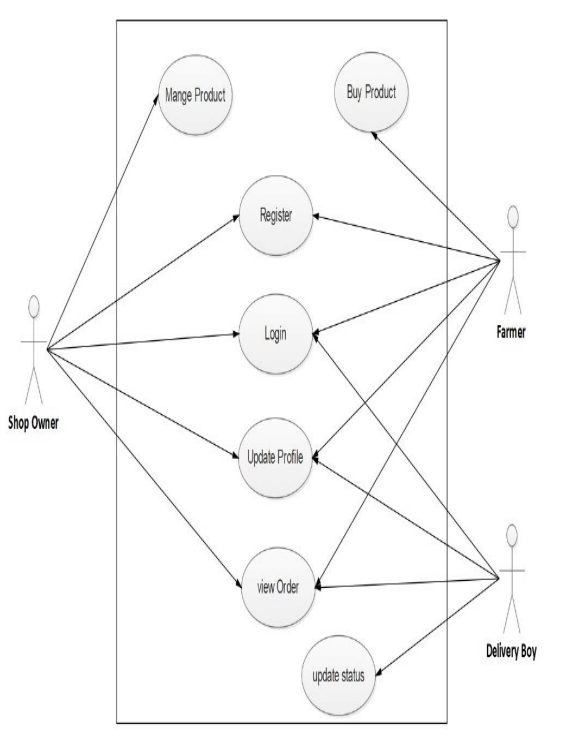 Mange Product
Buy Product
Register
Login
Farmer
Shop Owner
Update Profile
view Order
Delivery Boy
update status